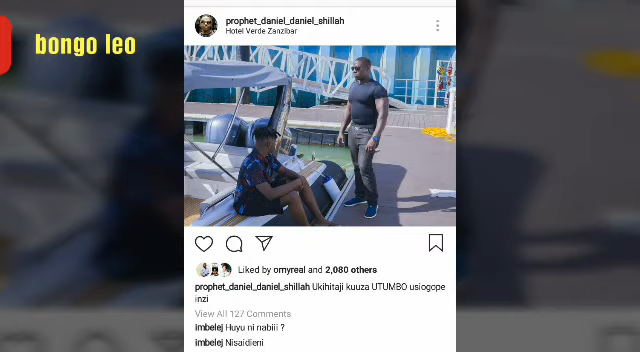 bongo leo
prophet_daniel_daniel_shillah
Hotel Verde Zanzibar
Liked by omyreal and 2,080 others
prophet_daniel_daniel_shillah Ukihitaji kuuza UTUMBO usiogope
inzi
View All 127 Comments
imbelej Huyu ni nabiii ?
imbelej Nisaidieni